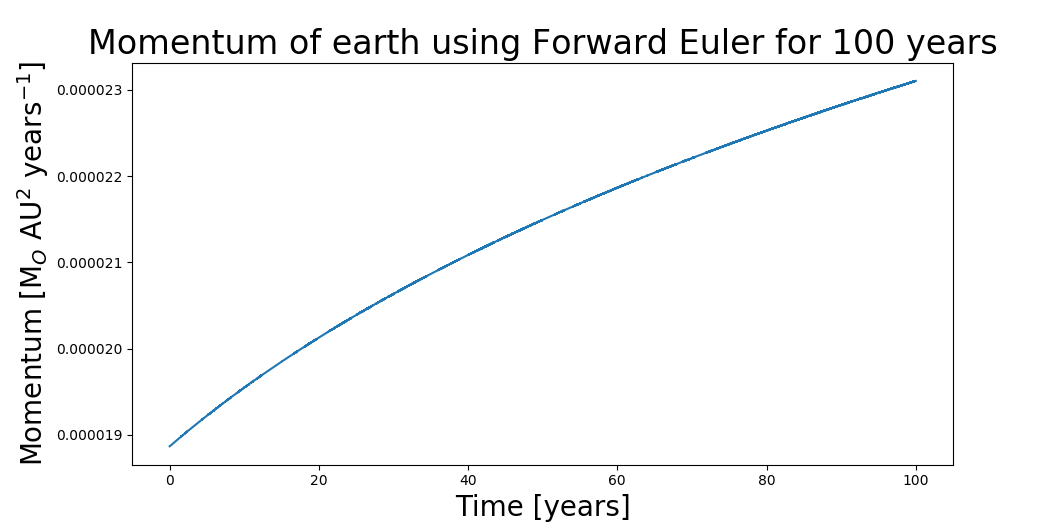 Momentum of earth using Forward Euler for 100 years
Momentum [M_O AU² years⁻¹]
0.000023
0.000022
0.000021
0.000020
0.000019
0 20 40 60 80 100
Time [years]